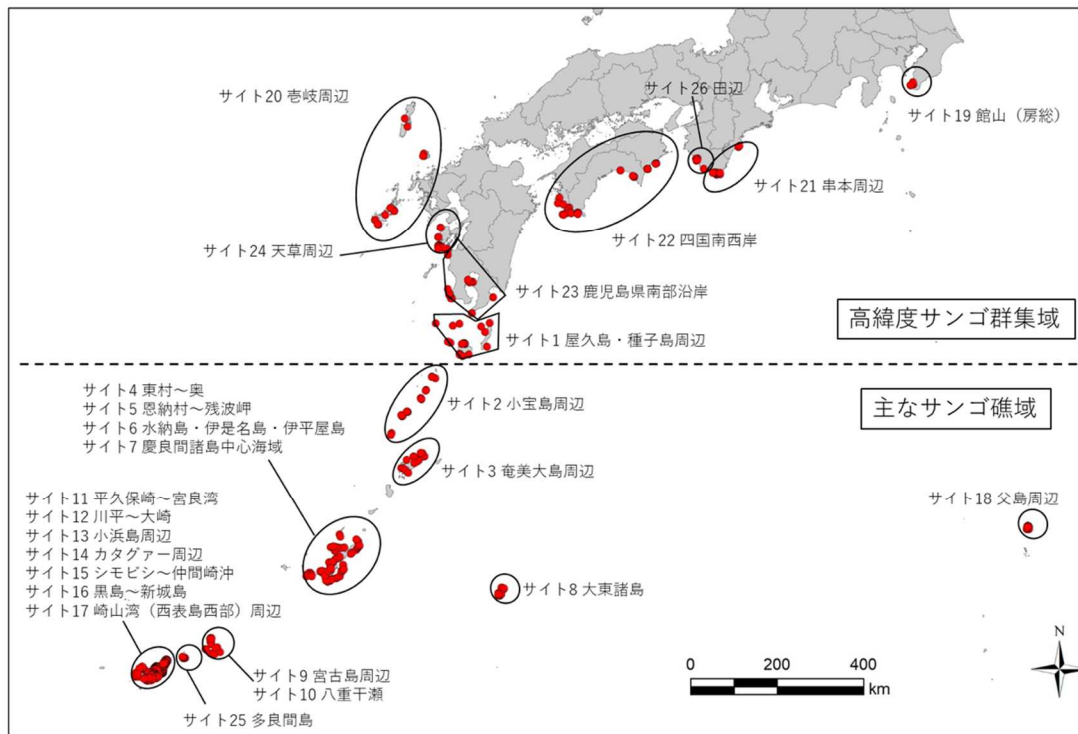 サイト20 壱岐周辺
サイト26 田辺
サイト19 館山（房総）
サイト21 串本周辺
サイト22 四国南西岸
サイト24 天草周辺
サイト23 鹿児島県南部沿岸
高緯度サンゴ群集域
サイト1 屋久島・種子島周辺
サイト4 東村～奥
サイト5 恩納村～残波岬
サイト6 水納島・伊是名島・伊平屋島
サイト7 慶良間諸島中心海域
サイト2 小宝島周辺
主なサンゴ礁域
サイト3 奄美大島周辺
サイト11 平久保崎～宮良湾
サイト12 川平～大崎
サイト13 小浜島周辺
サイト14 カタグァー周辺
サイト15 シモビシ～仲間崎沖
サイト16 黒島～新城島
サイト17 崎山湾（西表島西部）周辺
サイト18 父島周辺
サイト8 大東諸島
サイト9 宮古島周辺
サイト10 八重干瀬
サイト25 多良間島
0 200 400
km
N